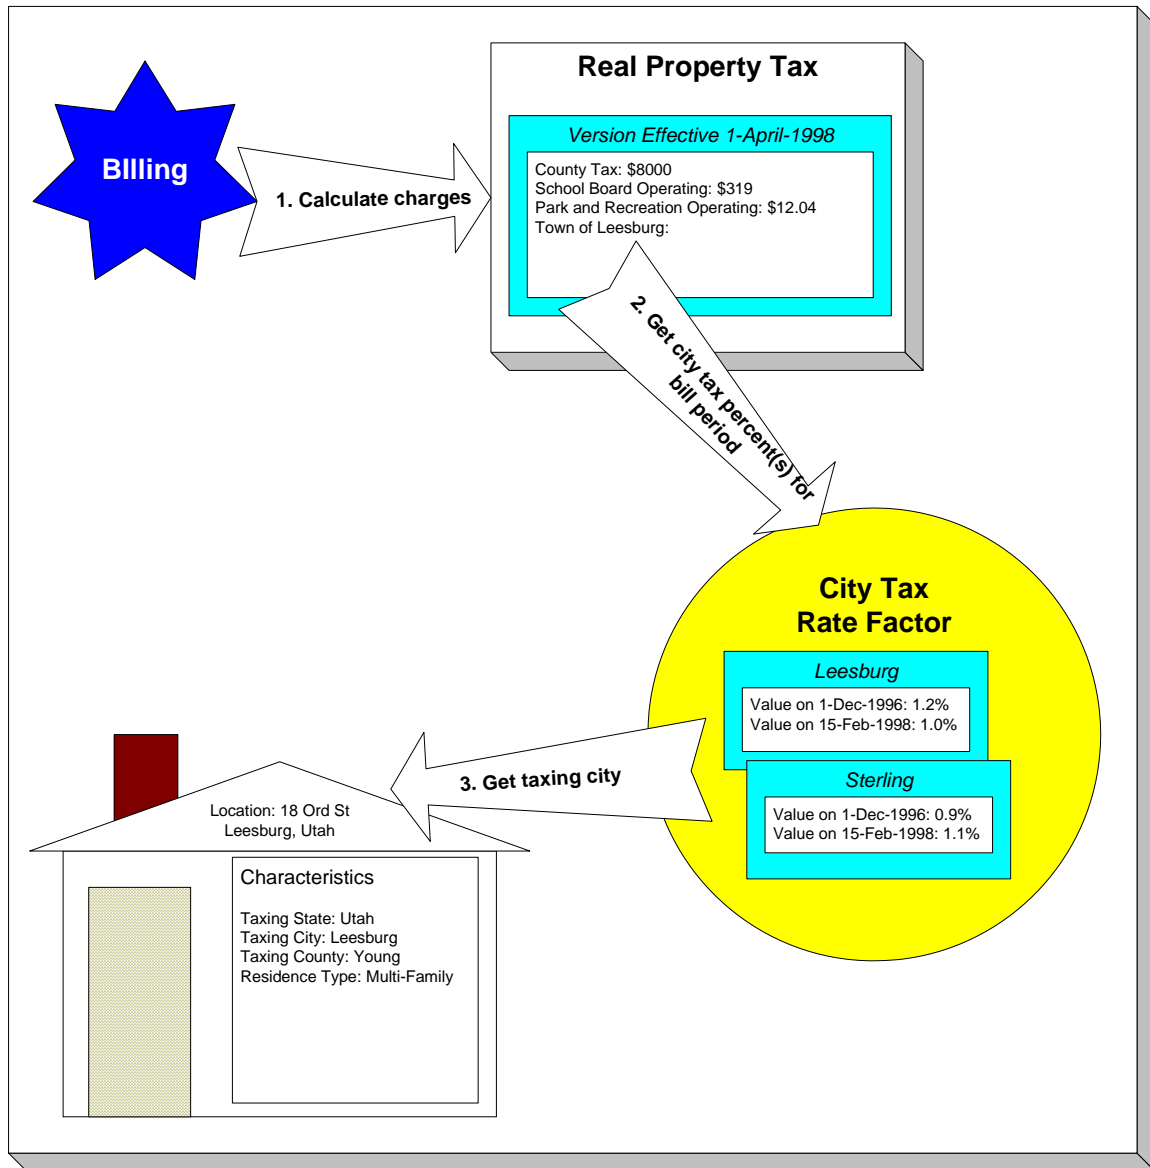 BIlling
1. Calculate charges
Real Property Tax
Version Effective 1-April-1998
County Tax: $8000
School Board Operating: $319
Park and Recreation Operating: $12.04
Town of Leesburg:
2. Get city tax percent(s) for
bill period
City Tax
Rate Factor
Leesburg
Value on 1-Dec-1996: 1.2%
Value on 15-Feb-1998: 1.0%
Sterling
Value on 1-Dec-1996: 0.9%
Value on 15-Feb-1998: 1.1%
3. Get taxing city
Location: 18 Ord St
Leesburg, Utah
Characteristics
Taxing State: Utah
Taxing City: Leesburg
Taxing County: Young
Residence Type: Multi-Family